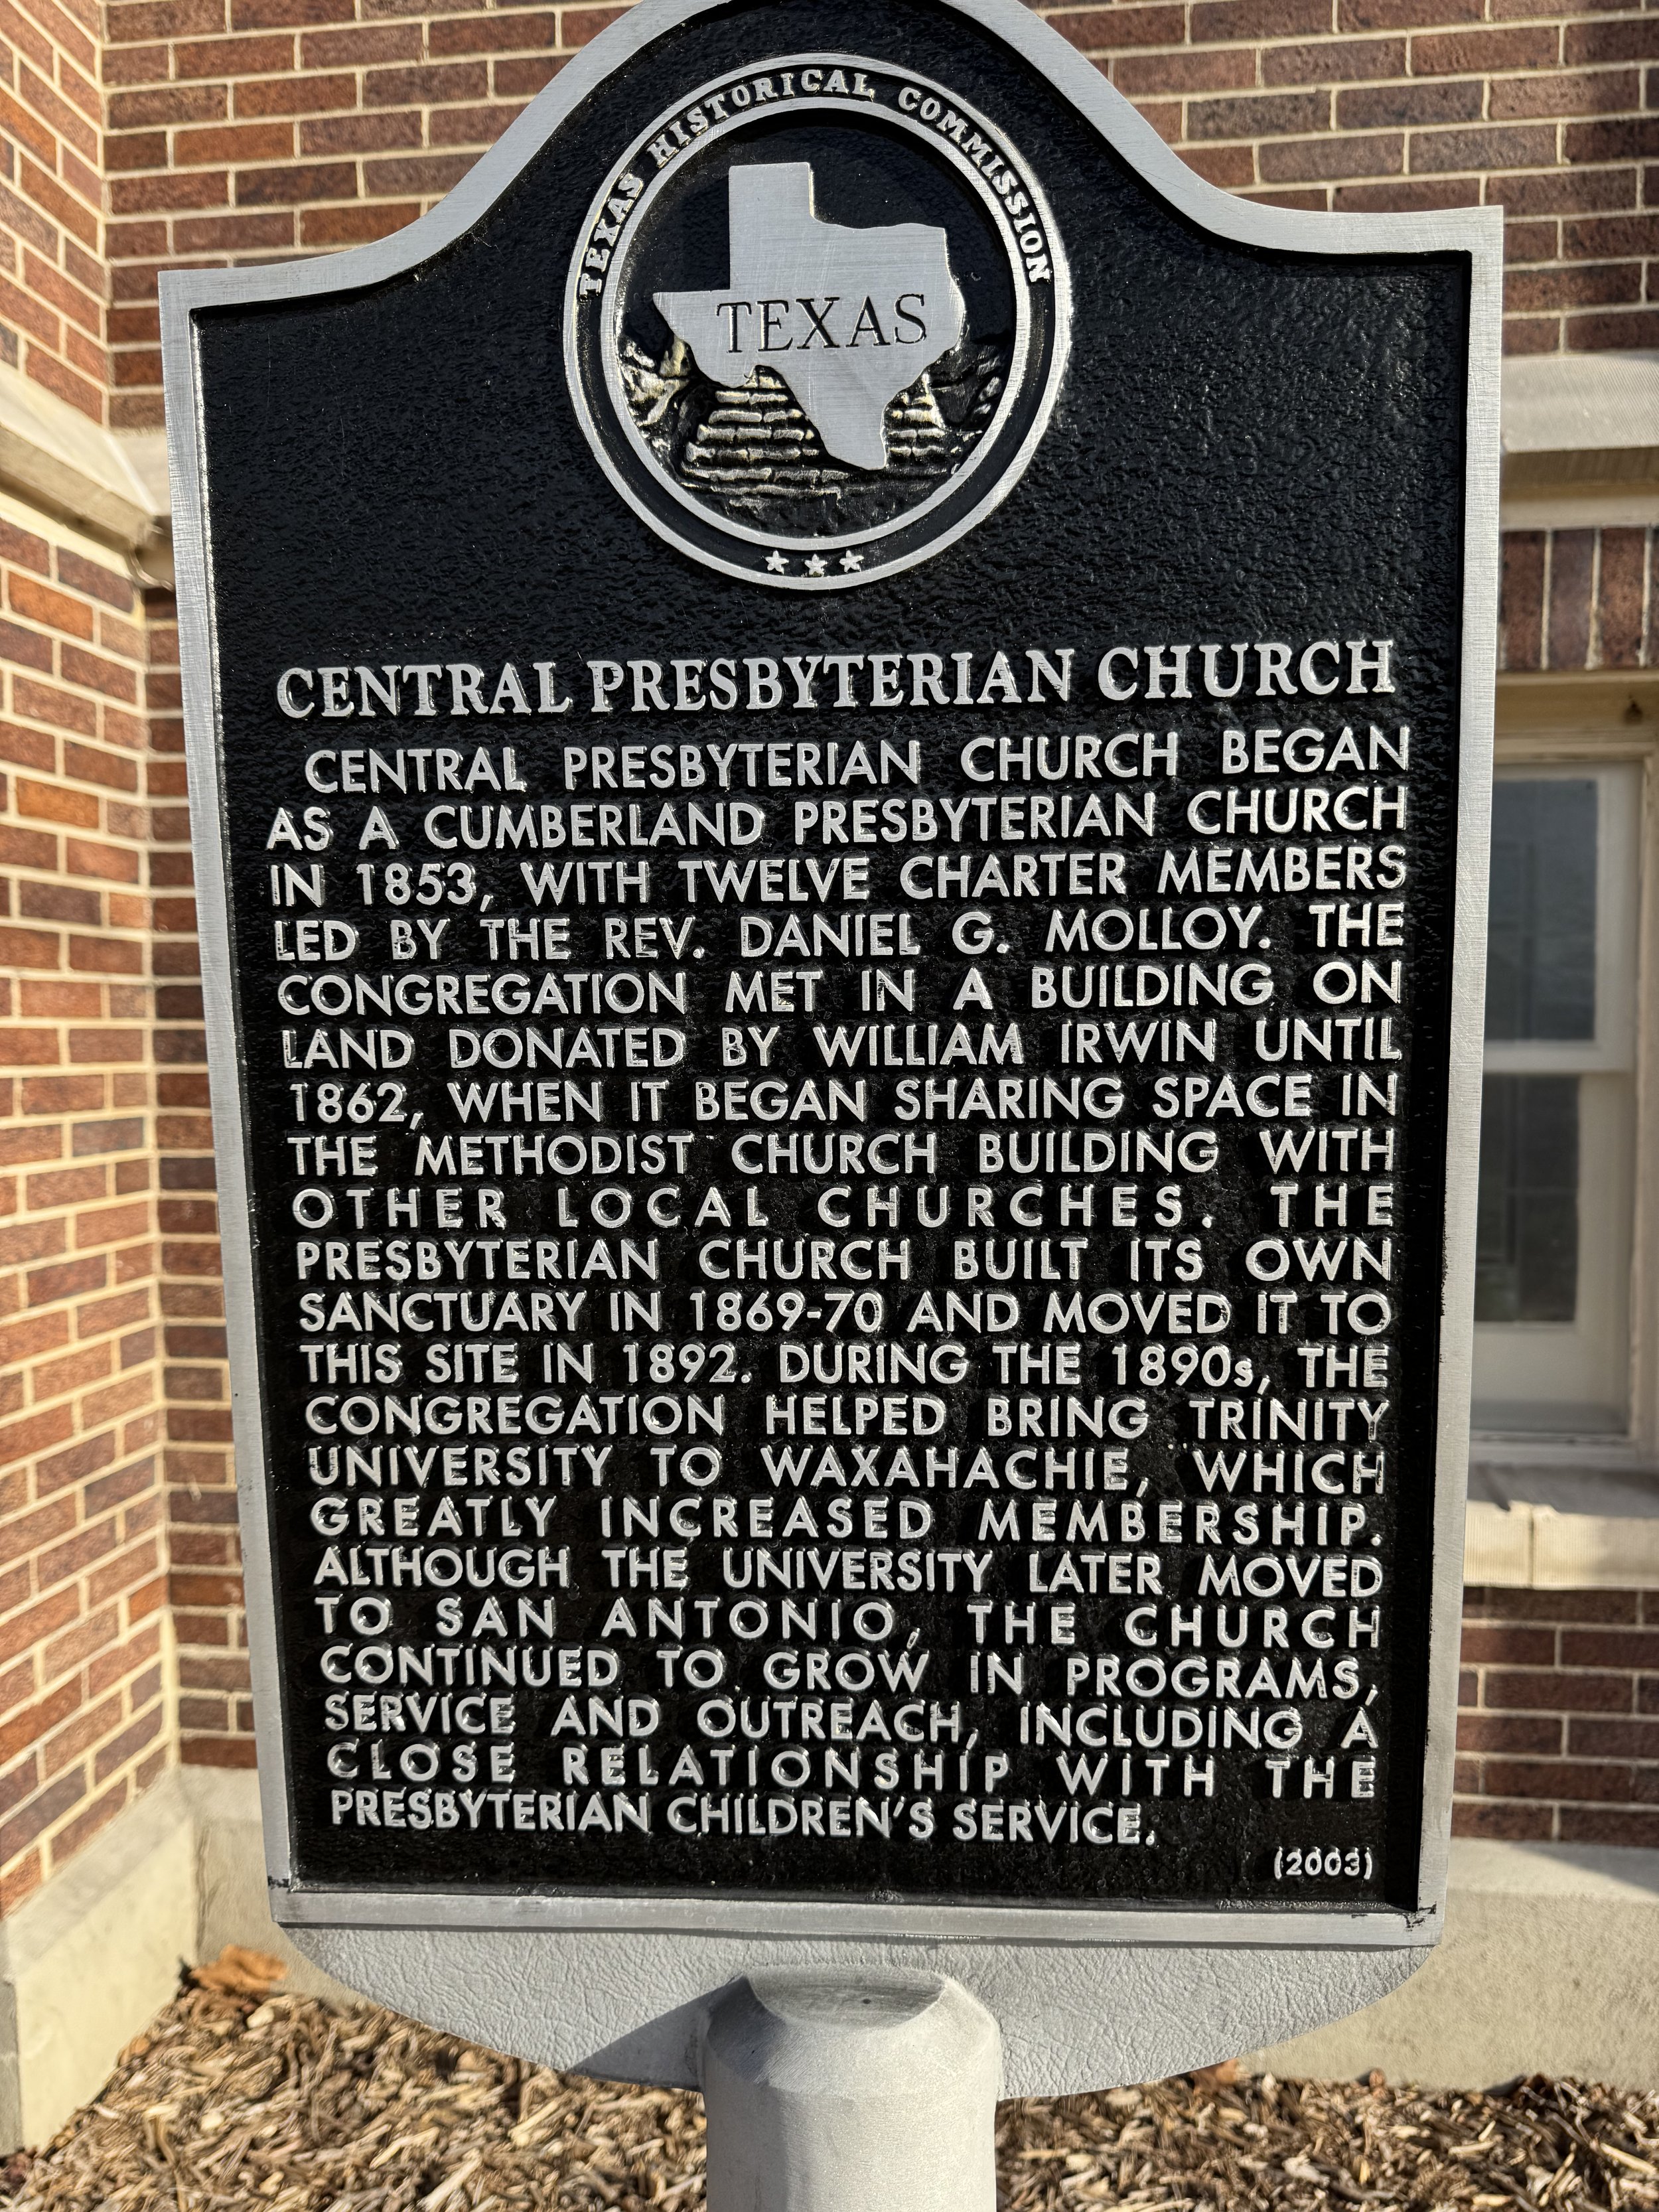 TEXAS HISTORICAL COMMISSION
TEXAS
CENTRAL PRESBYTERIAN CHURCH
CENTRAL PRESBYTERIAN CHURCH BEGAN
AS A CUMBERLAND PRESBYTERIAN CHURCH
IN 1853, WITH TWELVE CHARTER MEMBERS
LED BY THE REV. DANIEL G. MOLLOY. THE
CONGREGATION MET IN A BUILDING ON
LAND DONATED BY WILLIAM IRWIN UNTIL
1862, WHEN IT BEGAN SHARING SPACE IN
THE METHODIST CHURCH BUILDING WITH
OTHER LOCAL CHURCHES. THE
PRESBYTERIAN CHURCH BUILT ITS OWN
SANCTUARY IN 1869-70 AND MOVED IT TO
THIS SITE IN 1892. DURING THE 1890s, THE
CONGREGATION HELPED BRING TRINITY
UNIVERSITY TO WAXAHACHIE, WHICH
GREATLY INCREASED MEMBERSHIP.
ALTHOUGH THE UNIVERSITY LATER MOVED
TO SAN ANTONIO, THE CHURCH
CONTINUED TO GROW IN PROGRAMS,
SERVICE AND OUTREACH, INCLUDING A
CLOSE RELATIONSHIP WITH THE
PRESBYTERIAN CHILDREN'S SERVICE.
(2003)